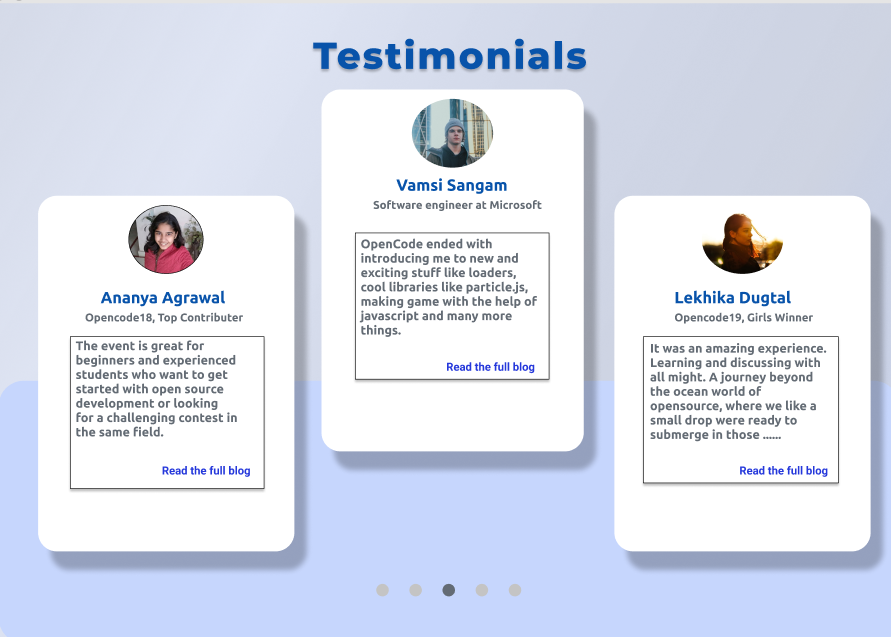 Testimonials
Vamsi Sangam
Software engineer at Microsoft
OpenCode ended with
introducing me to new and
exciting stuff like loaders,
cool libraries like particle.js,
making game with the help of
javascript and many more
things.
Read the full blog
Ananya Agrawal
Opencode18, Top Contributer
The event is great for
beginners and experienced
students who want to get
started with open source
development or looking
for a challenging contest in
the same field.
Read the full blog
Lekhika Dugtal
Opencode19, Girls Winner
It was an amazing experience.
Learning and discussing with
all might. A journey beyond
the ocean world of
opensource, where we like a
small drop were ready to
submerge in those ......
Read the full blog